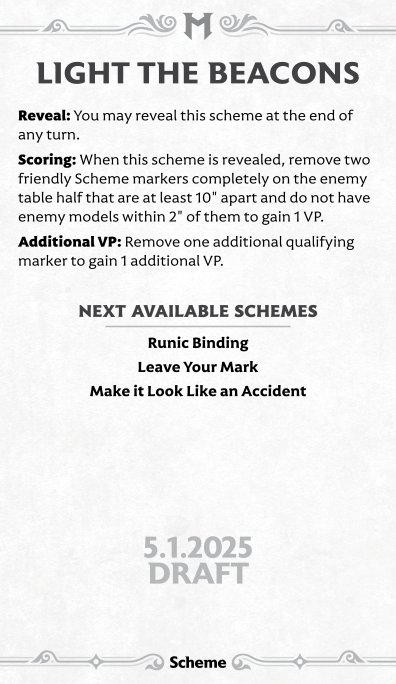 M
LIGHT THE BEACONS
Reveal: You may reveal this scheme at the end of
any turn.
Scoring: When this scheme is revealed, remove two
friendly Scheme markers completely on the enemy
table half that are at least 10" apart and do not have
enemy models within 2" of them to gain 1 VP.
Additional VP: Remove one additional qualifying
marker to gain 1 additional VP.
NEXT AVAILABLE SCHEMES
Runic Binding
Leave Your Mark
Make it Look Like an Accident
5.1.2025
DRAFT
Scheme